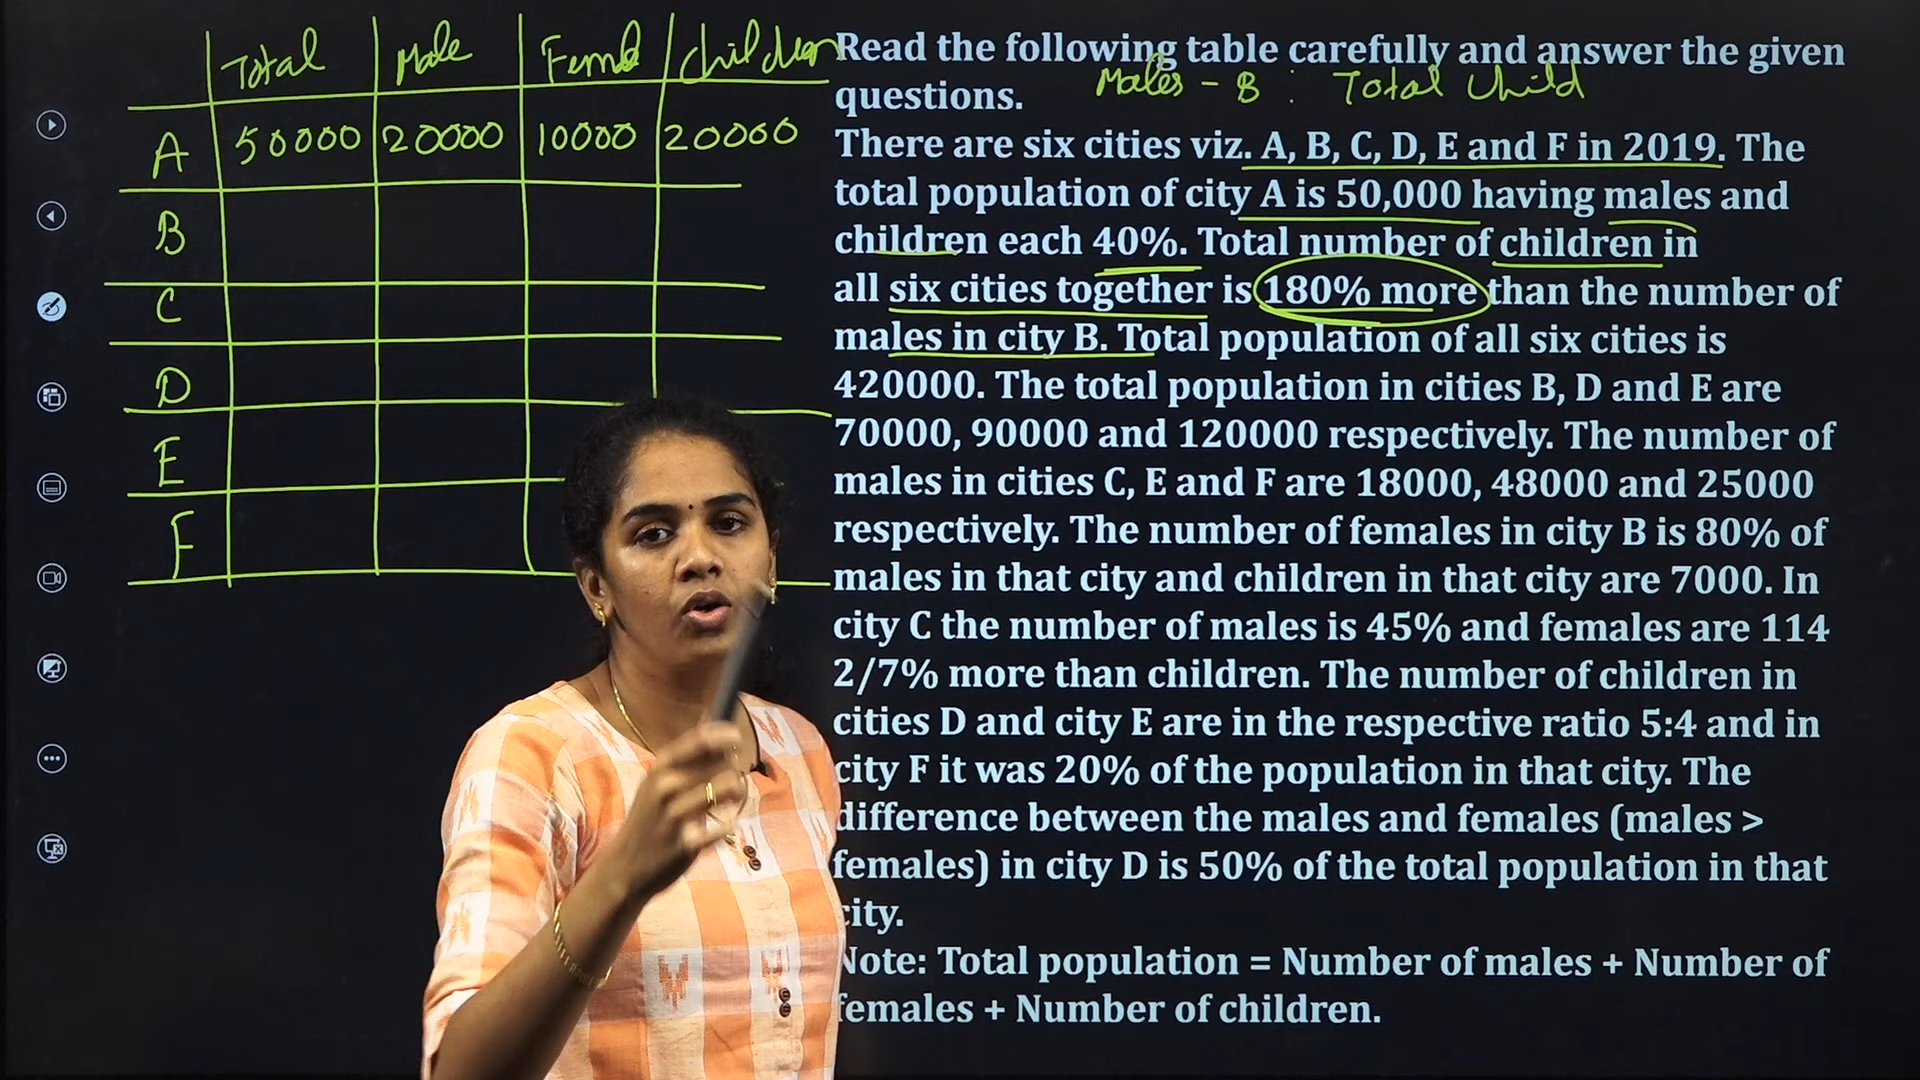 Total Male Female Children
A 50000 20000 10000 20000
B
C
D
E
F
Read the following table carefully and answer the given
questions.
Males - B : Total Child
There are six cities viz. A, B, C, D, E and F in 2019. The
total population of city A is 50,000 having males and
children each 40%. Total number of children in
all six cities together is 180% more than the number of
males in city B. Total population of all six cities is
420000. The total population in cities B, D and E are
70000, 90000 and 120000 respectively. The number of
males in cities C, E and F are 18000, 48000 and 25000
respectively. The number of females in city B is 80% of
males in that city and children in that city are 7000. In
city C the number of males is 45% and females are 114
2/7% more than children. The number of children in
cities D and city E are in the respective ratio 5:4 and in
city F it was 20% of the population in that city. The
difference between the males and females (males >
females) in city D is 50% of the total population in that
city.
Note: Total population = Number of males + Number of
females + Number of children.